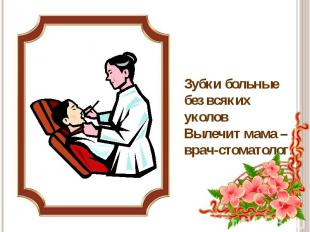 Зубки больные
без всяких
уколов
Вылечит мама –
врач-стоматолог